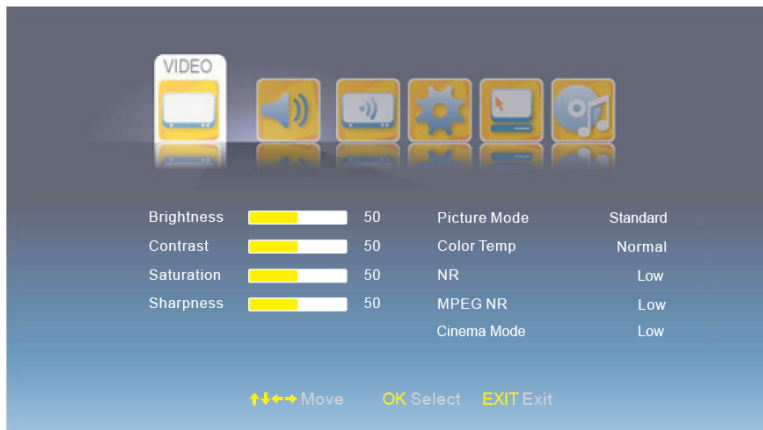 VIDEO
Brightness 50 Picture Mode Standard
Contrast 50 Color Temp Normal
Saturation 50 NR Low
Sharpness 50 MPEG NR Low
Cinema Mode Low
Move OK Select EXIT Exit